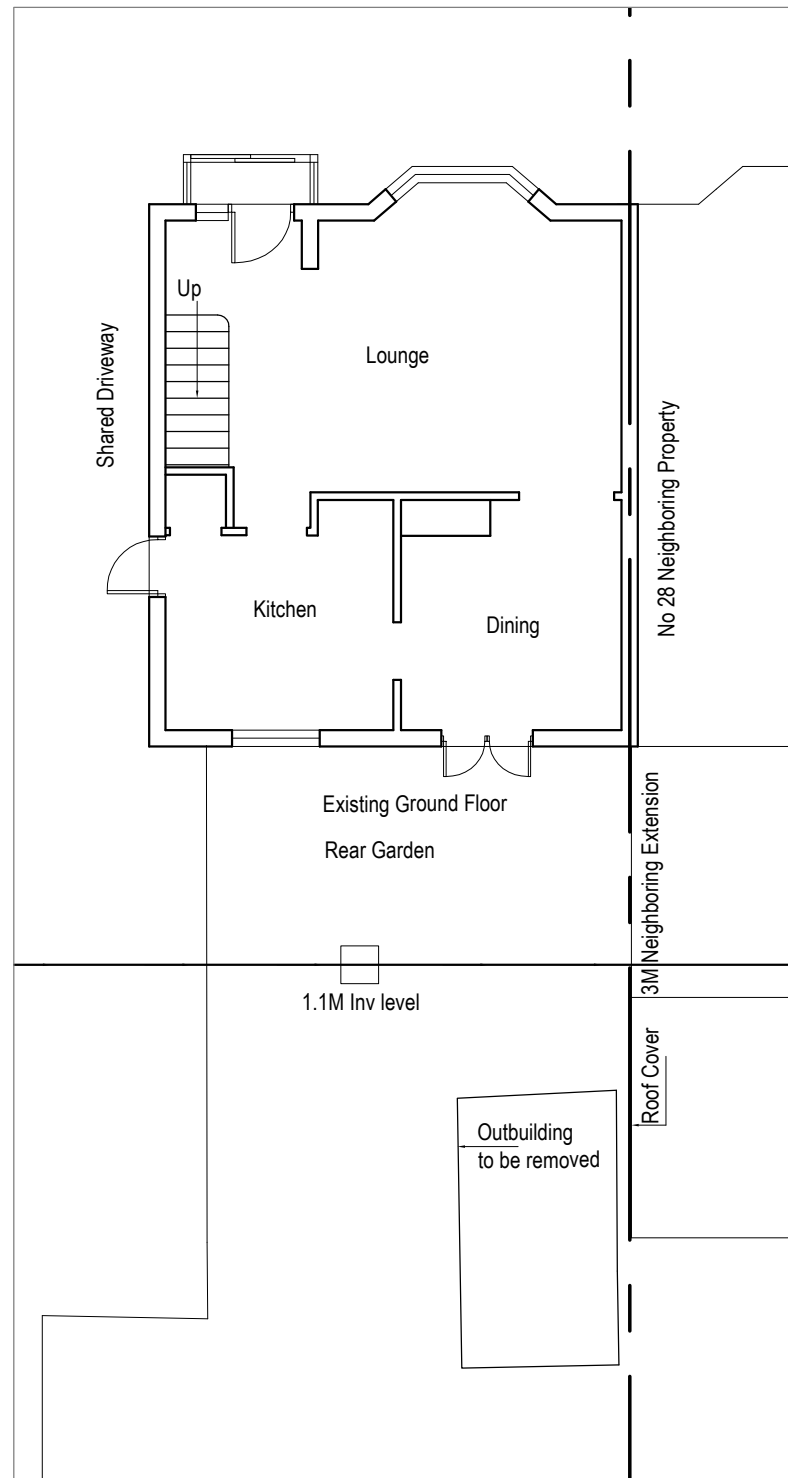 Up
Lounge
Shared Driveway
No 28 Neighboring Property
Kitchen
Dining
Existing Ground Floor
Rear Garden
3M Neighboring Extension
1.1M Inv level
Roof Cover
Outbuilding
to be removed